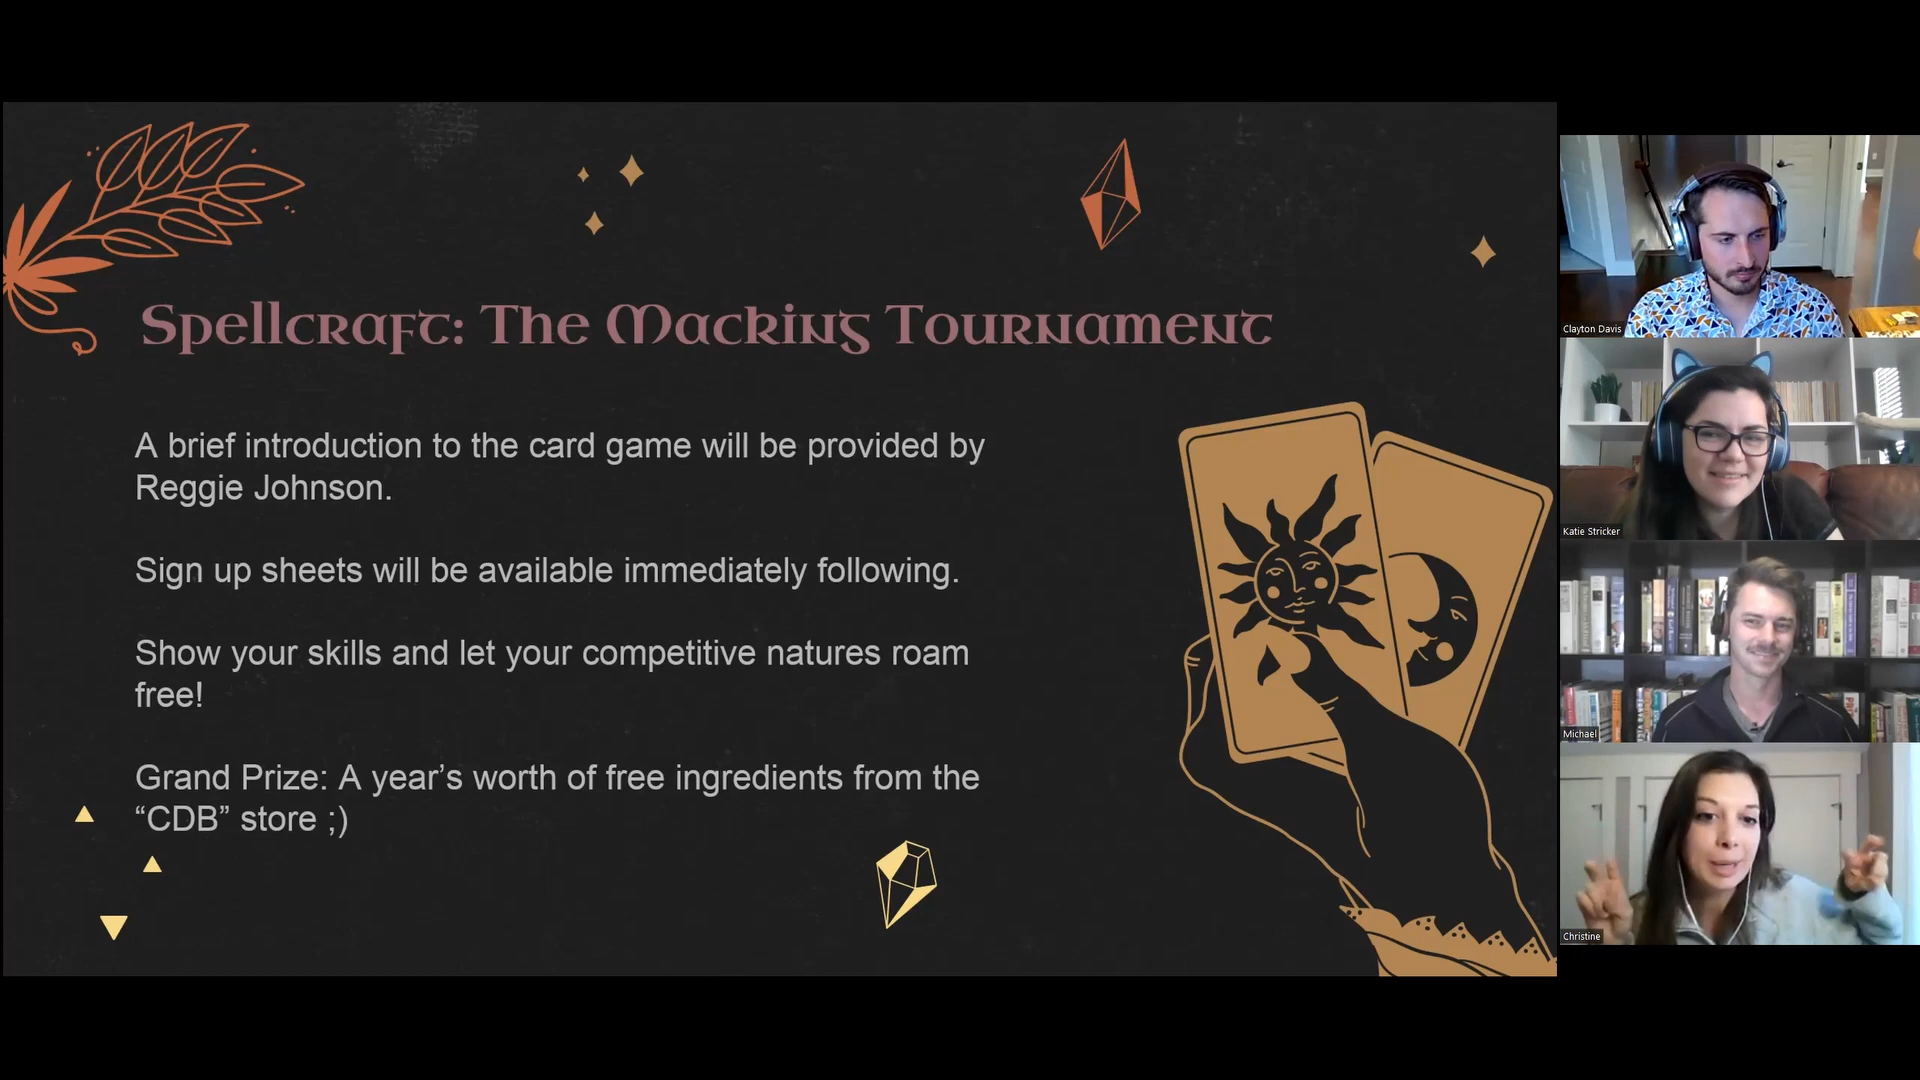 Spellcraft: The Macking Tournament
A brief introduction to the card game will be provided by
Reggie Johnson.
Sign up sheets will be available immediately following.
Show your skills and let your competitive natures roam
free!
Grand Prize: A year’s worth of free ingredients from the
“CDB” store ;)
Clayton Davis
Katie Stricker
Michael
Christine